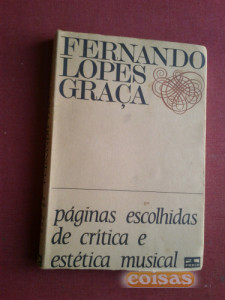 FERNANDO
LOPES
GRAÇA
páginas escolhidas
de crítica e
estética musical
coisas